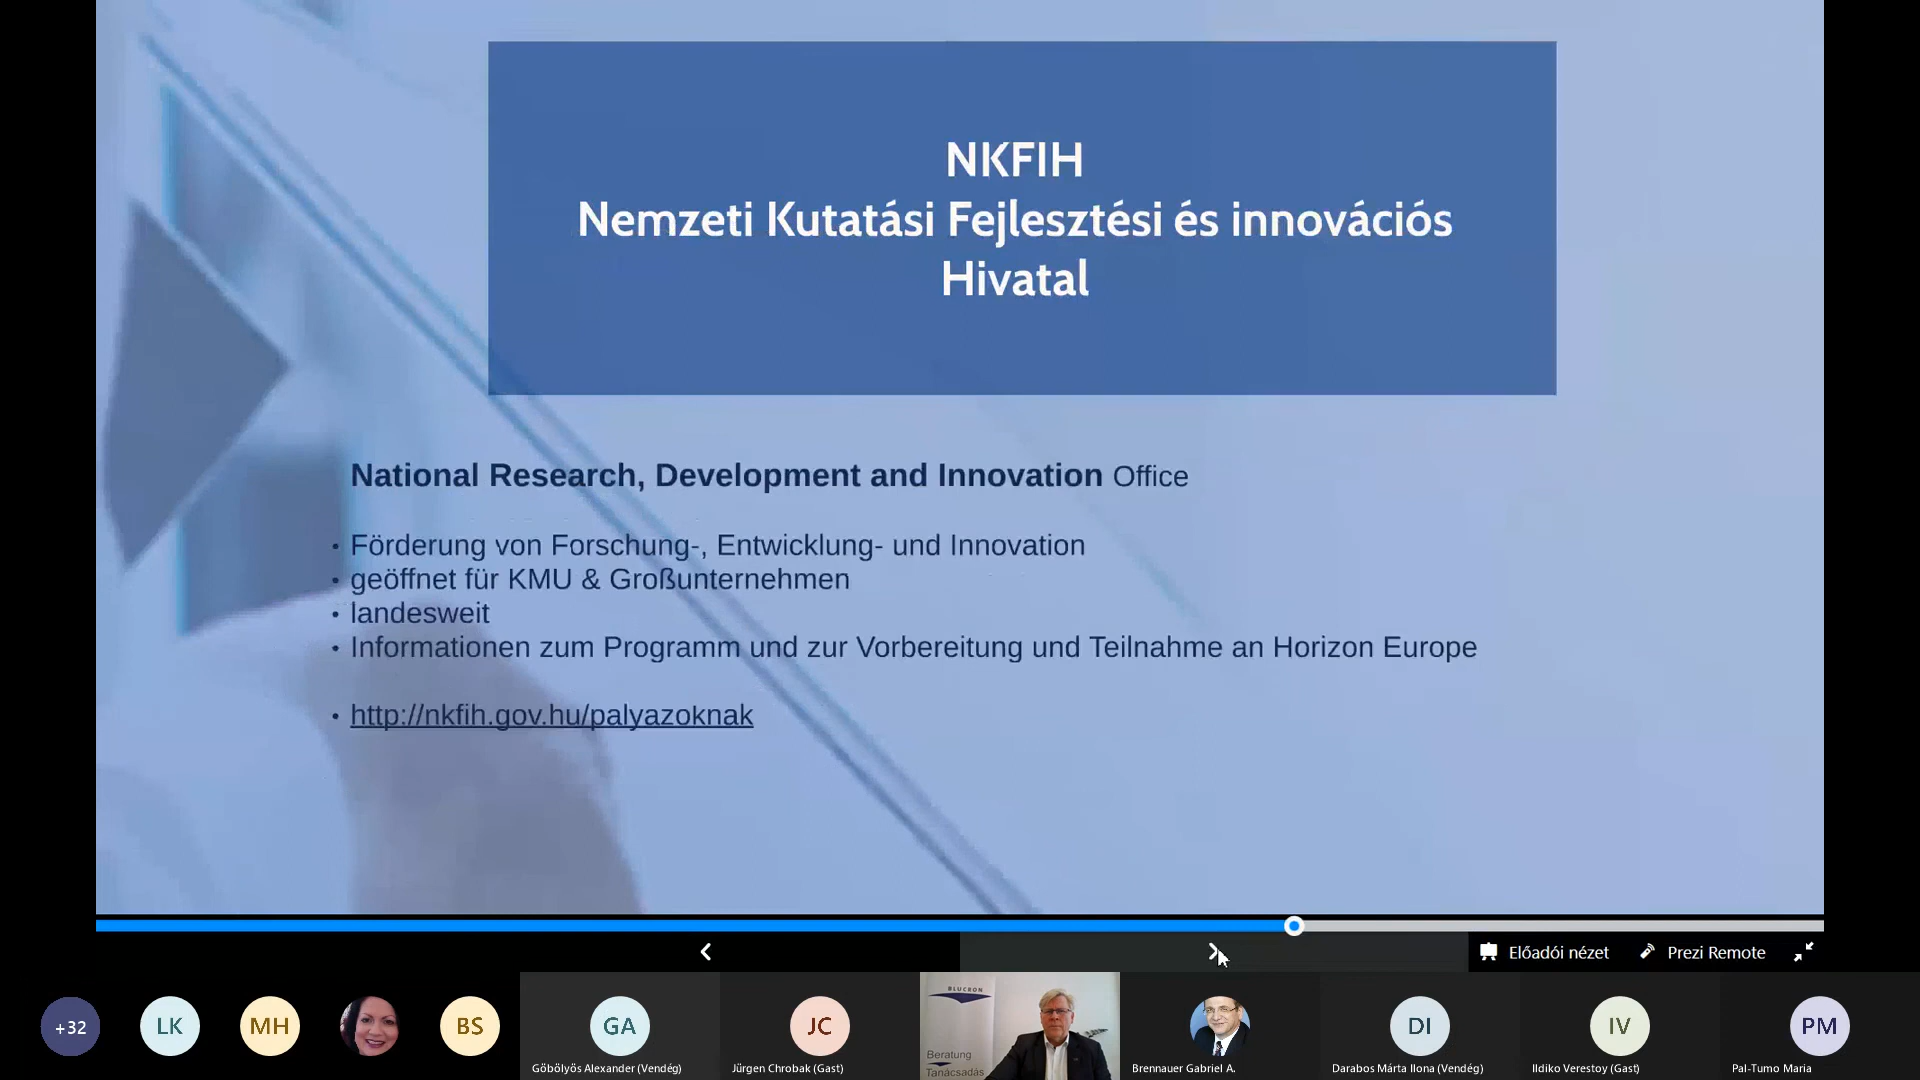 NKFIH
Nemzeti Kutatási Fejlesztési és innovációs
Hivatal
National Research, Development and Innovation Office
• Förderung von Forschung-, Entwicklung- und Innovation
• geöffnet für KMU & Großunternehmen
• landesweit
• Informationen zum Programm und zur Vorbereitung und Teilnahme an Horizon Europe
• http://nkfih.gov.hu/palyazoknak
Előadói nézet
Prezi Remote
+32
LK
MH
BS
GA
Göbölyös Alexander (Vendég)
JC
Jürgen Chrobak (Gast)
BLUCRON
Beratung
Tanácsadás
Brennauer Gabriel A.
DI
Darabos Márta Ilona (Vendég)
IV
Ildiko Verestoy (Gast)
PM
Pal-Tumo Maria